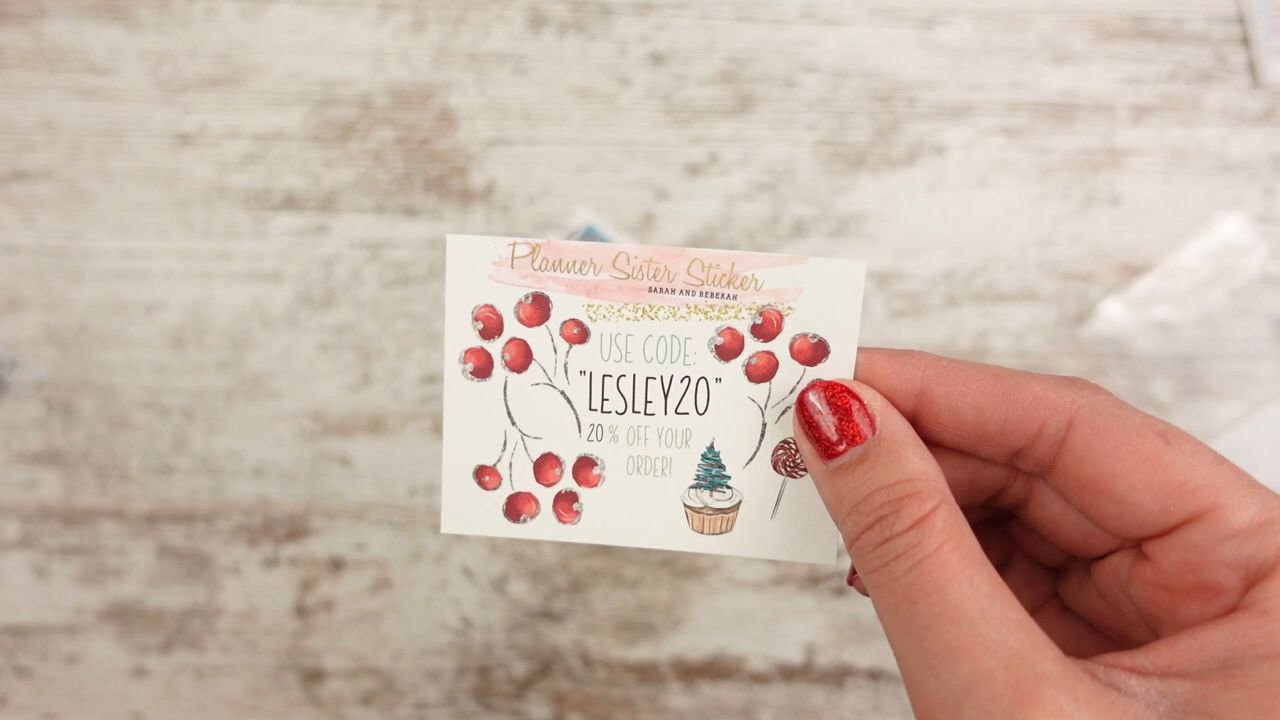 Planner Sister Sticker
SARAH AND REBEKAH
USE CODE:
"LESLEY20"
20% OFF YOUR
ORDER!